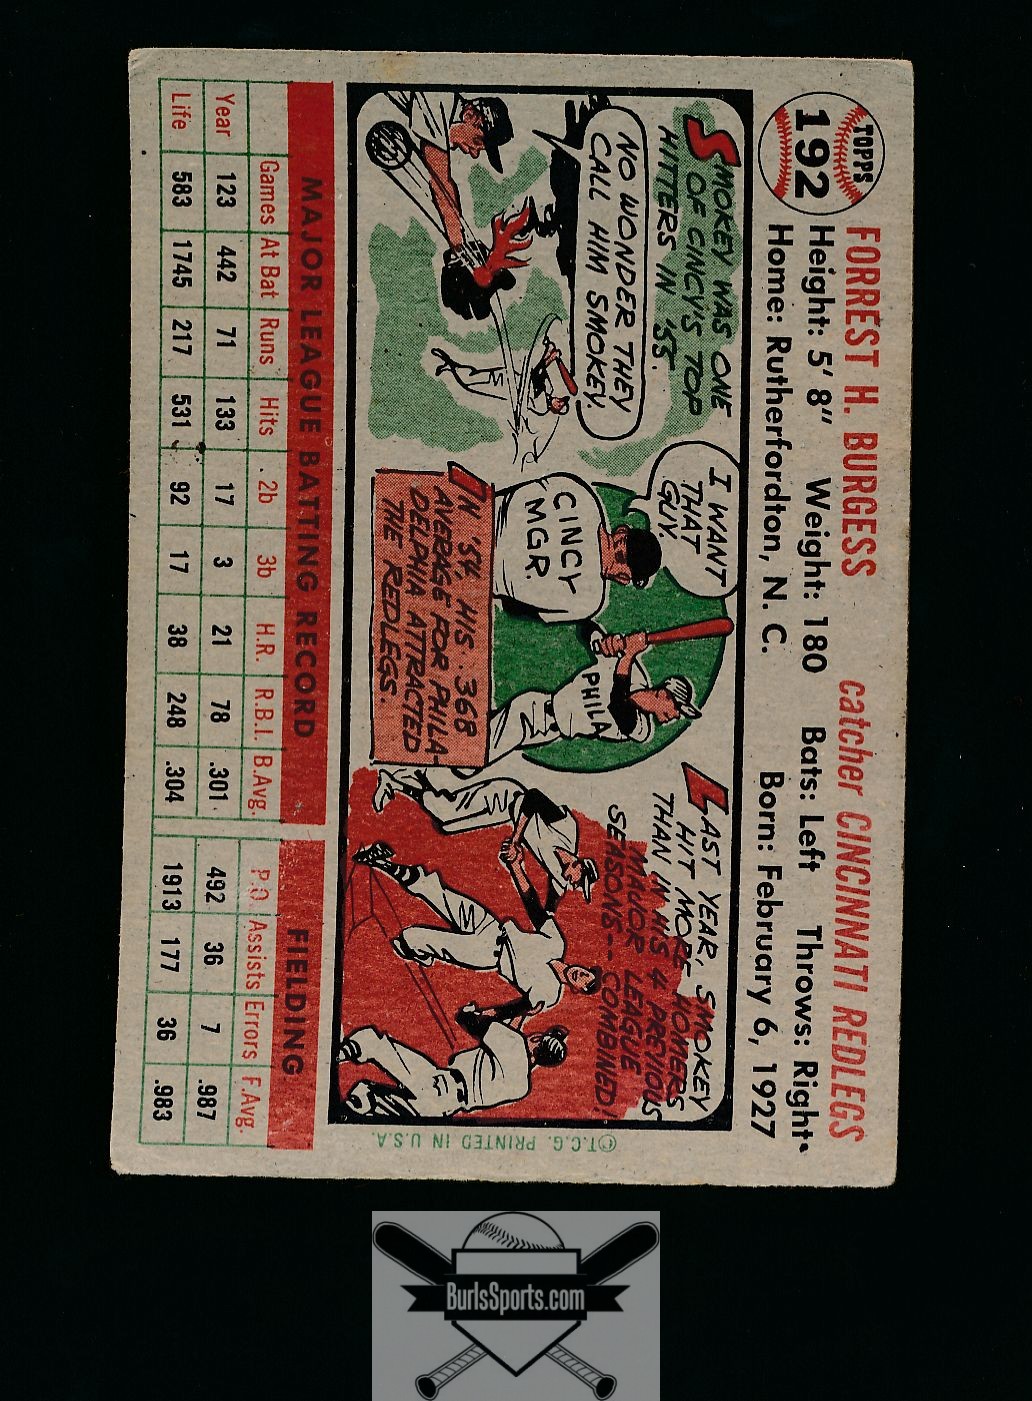 TOPPS
192
FORREST H. BURGESS catcher CINCINNATI REDLEGS
Height: 5' 8" Weight: 180 Bats: Left Throws: Right
Home: Rutherfordton, N. C. Born: February 6, 1927
SMOKEY WAS ONE
OF CINCY'S TOP
HITTERS IN '55.
NO WONDER THEY
CALL HIM SMOKEY.
I WANT
THAT
GUY.
CINCY
MGR.
PHILA
IN '54, HIS .368
AVERAGE FOR PHILA-
DELPHIA ATTRACTED
THE REDLEGS.
LAST YEAR, SMOKEY
HIT MORE HOMERS
THAN IN HIS 4 PREVIOUS
MAJOR LEAGUE
SEASONS--COMBINED!
©T.C.G. PRINTED IN U.S.A.
MAJOR LEAGUE BATTING RECORD FIELDING
Games At Bat Runs Hits 2b 3b H.R. R.B.I. B.Avg. P.O. Assists Errors F.Avg.
Year 123 442 71 133 17 3 21 78 .301 492 36 7 .987
Life 583 1745 217 531 92 17 38 248 .304 1913 177 36 .983
BurlsSports.com